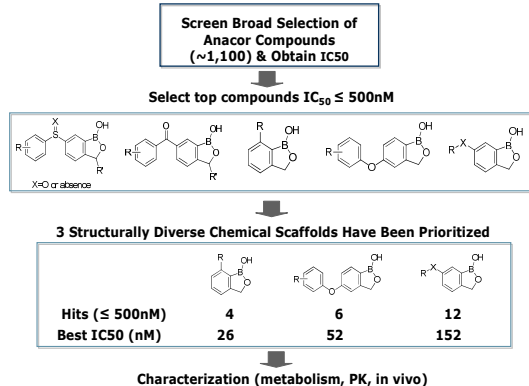 Screen Broad Selection of
Anacor Compounds
(~1,100) & Obtain IC50
Select top compounds IC50 ≤ 500nM
X
S
OH
B
O
R
R'
X=O or absence
O
OH
B
O
R
R'
R
OH
B
O
R
O
OH
B
O
R
X
OH
B
O
3 Structurally Diverse Chemical Scaffolds Have Been Prioritized
R
OH
B
O
R
O
OH
B
O
R
X
OH
B
O
Hits (≤ 500nM) 4 6 12
Best IC50 (nM) 26 52 152
Characterization (metabolism, PK, in vivo)